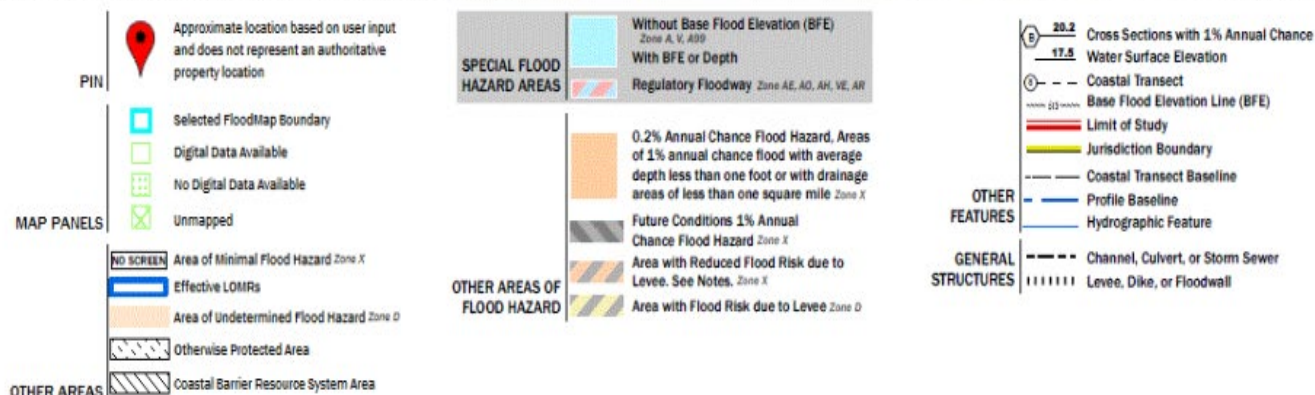 PIN
Approximate location based on user input
and does not represent an authoritative
property location
MAP PANELS
Selected FloodMap Boundary
Digital Data Available
No Digital Data Available
Unmapped
OTHER AREAS
NO SCREEN Area of Minimal Flood Hazard Zone X
Effective LOMRs
Area of Undetermined Flood Hazard Zone D
Otherwise Protected Area
Coastal Barrier Resource System Area
SPECIAL FLOOD
HAZARD AREAS
Without Base Flood Elevation (BFE)
Zone A, V, A99
With BFE or Depth
Regulatory Floodway Zone AE, AO, AH, VE, AR
OTHER AREAS OF
FLOOD HAZARD
0.2% Annual Chance Flood Hazard, Areas
of 1% annual chance flood with average
depth less than one foot or with drainage
areas of less than one square mile Zone X
Future Conditions 1% Annual
Chance Flood Hazard Zone X
Area with Reduced Flood Risk due to
Levee. See Notes. Zone X
Area with Flood Risk due to Levee Zone D
OTHER
FEATURES
B 20.2 Cross Sections with 1% Annual Chance
17.5 Water Surface Elevation
8 Coastal Transect
Base Flood Elevation Line (BFE)
Limit of Study
Jurisdiction Boundary
Coastal Transect Baseline
Profile Baseline
Hydrographic Feature
GENERAL
STRUCTURES
Channel, Culvert, or Storm Sewer
Levee, Dike, or Floodwall